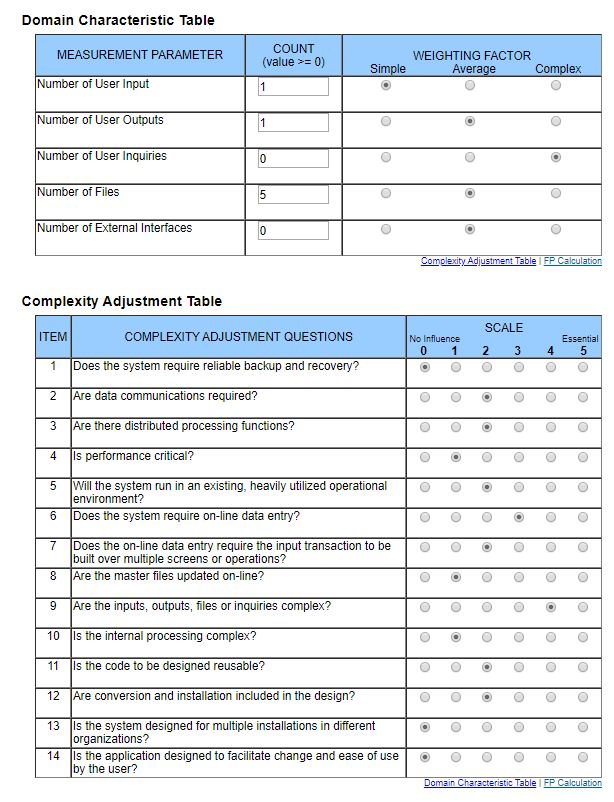 Domain Characteristic Table
MEASUREMENT PARAMETER
COUNT
(value >= 0)
WEIGHTING FACTOR
Simple Average Complex
Number of User Input 1
Number of User Outputs 1
Number of User Inquiries 0
Number of Files 5
Number of External Interfaces 0
Complexity Adjustment Table | FP Calculation
Complexity Adjustment Table
ITEM COMPLEXITY ADJUSTMENT QUESTIONS
SCALE
No Influence Essential
0 1 2 3 4 5
1 Does the system require reliable backup and recovery?
2 Are data communications required?
3 Are there distributed processing functions?
4 Is performance critical?
5 Will the system run in an existing, heavily utilized operational
environment?
6 Does the system require on-line data entry?
7 Does the on-line data entry require the input transaction to be
built over multiple screens or operations?
8 Are the master files updated on-line?
9 Are the inputs, outputs, files or inquiries complex?
10 Is the internal processing complex?
11 Is the code to be designed reusable?
12 Are conversion and installation included in the design?
13 Is the system designed for multiple installations in different
organizations?
14 Is the application designed to facilitate change and ease of use
by the user?
Domain Characteristic Table | FP Calculation